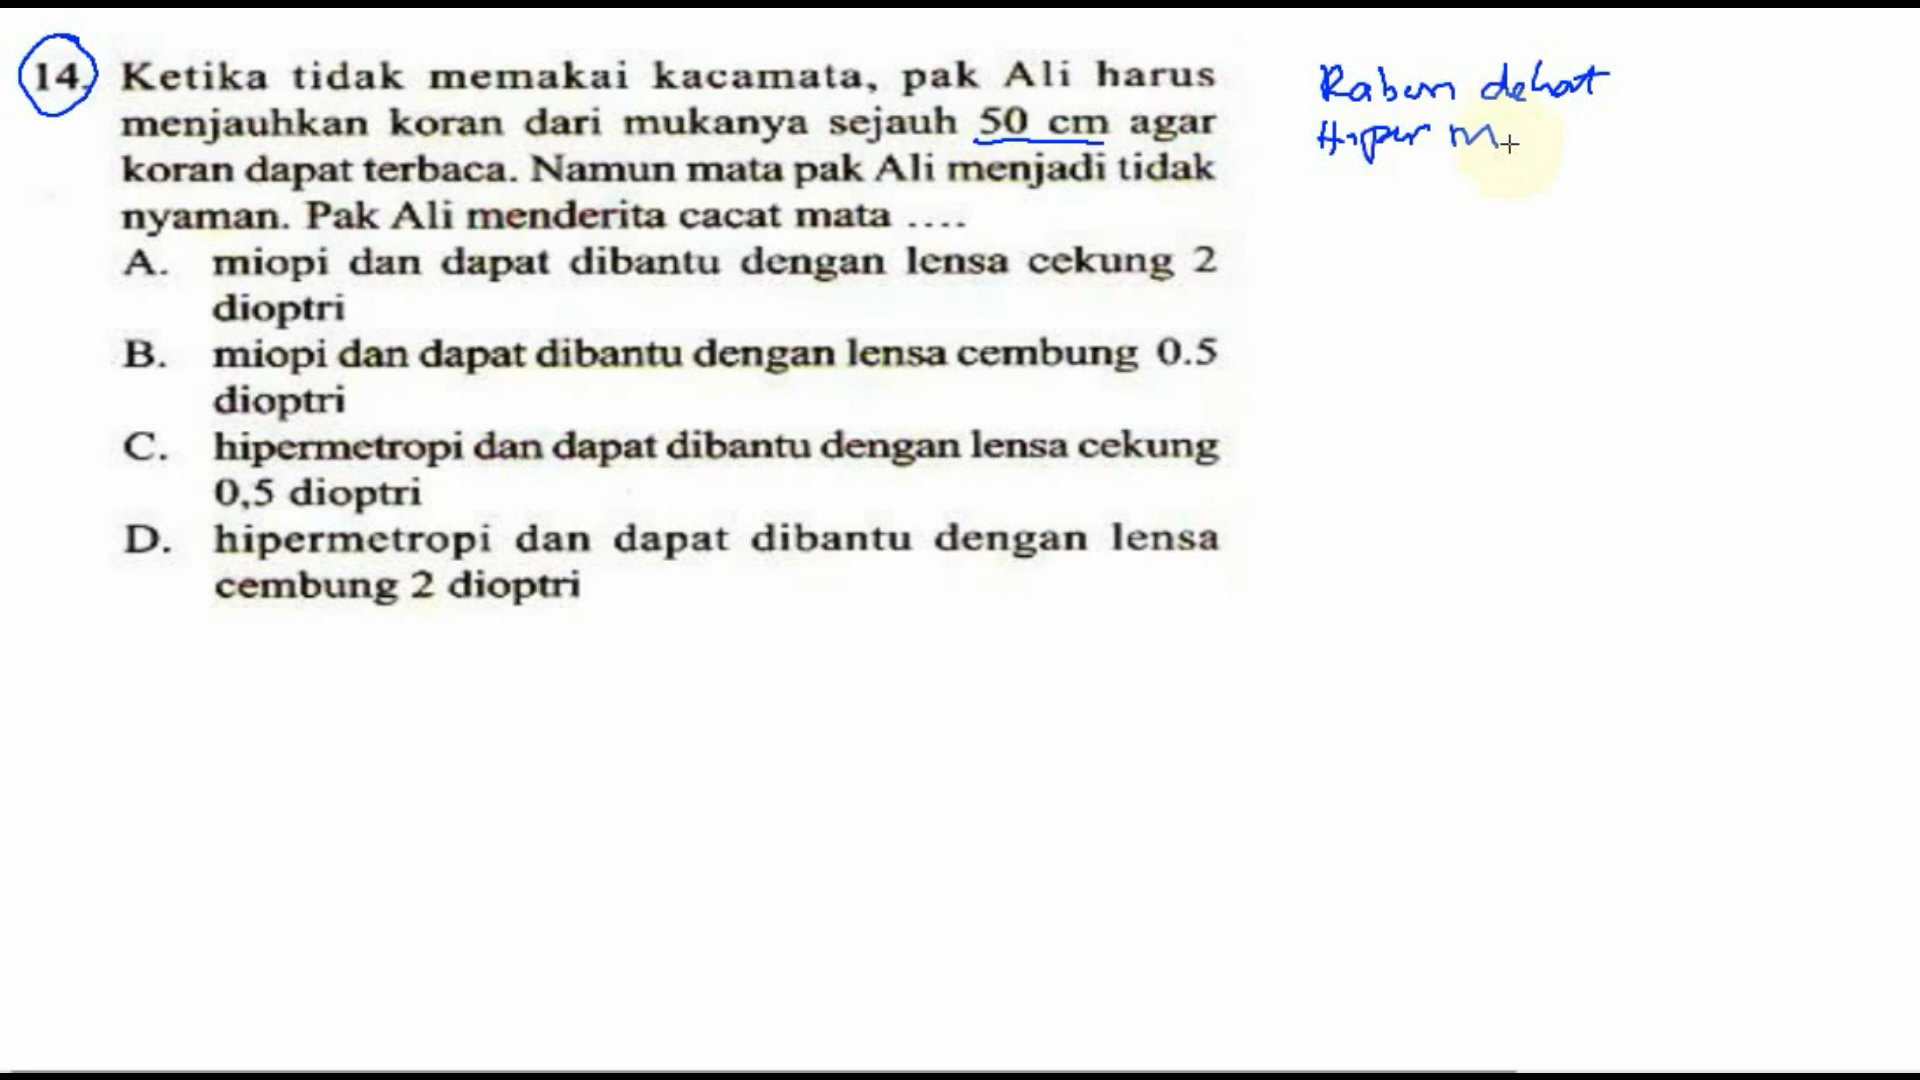 14. Ketika tidak memakai kacamata, pak Ali harus
menjauhkan koran dari mukanya sejauh 50 cm agar
koran dapat terbaca. Namun mata pak Ali menjadi tidak
nyaman. Pak Ali menderita cacat mata ....
A. miopi dan dapat dibantu dengan lensa cekung 2
dioptri
B. miopi dan dapat dibantu dengan lensa cembung 0.5
dioptri
C. hipermetropi dan dapat dibantu dengan lensa cekung
0,5 dioptri
D. hipermetropi dan dapat dibantu dengan lensa
cembung 2 dioptri
Rabun dekat
Hiper M